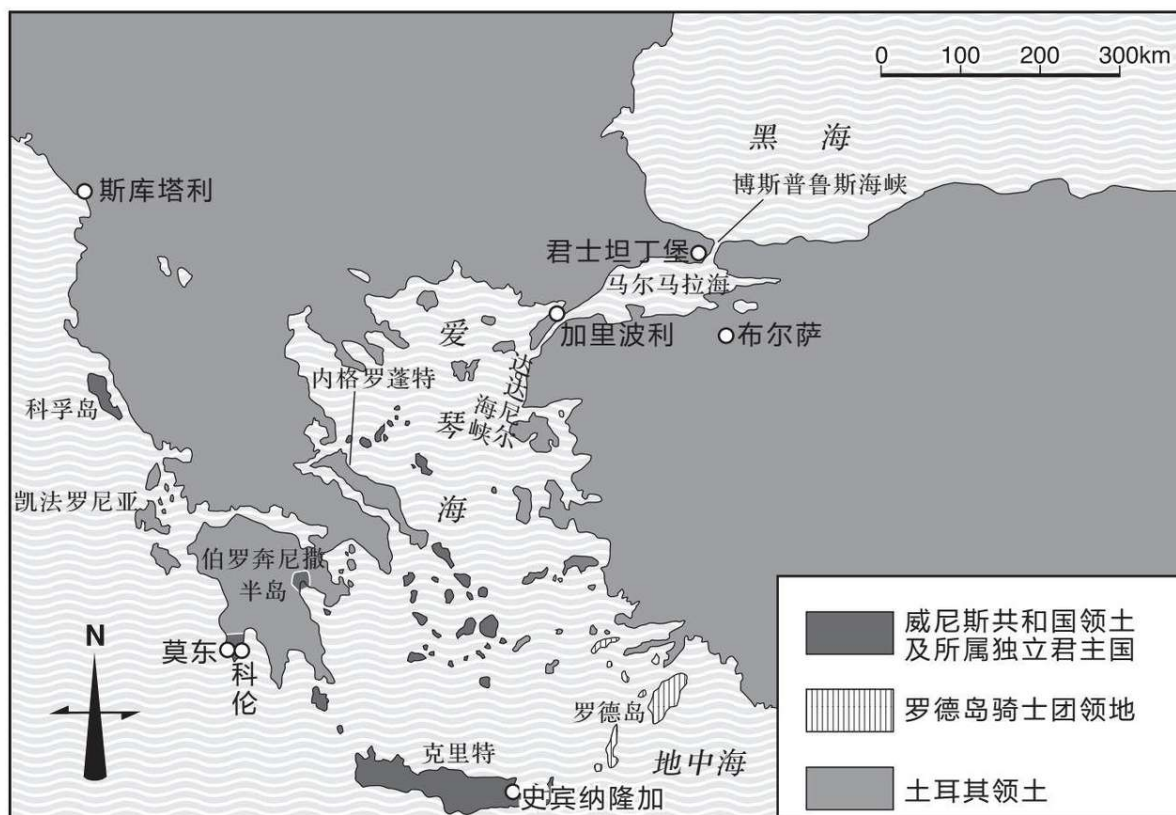 0 100 200 300km
黑海
博斯普鲁斯海峡
斯库塔利
君士坦丁堡
马尔马拉海
加里波利
布尔萨
爱琴海
达达尼尔海峡
内格罗蓬特
科孚岛
凯法罗尼亚
伯罗奔尼撒
半岛
莫东
科伦
N
罗德岛
克里特
地中海
史宾纳隆加
威尼斯共和国领土
及所属独立君主国
罗德岛骑士团领地
土耳其领土